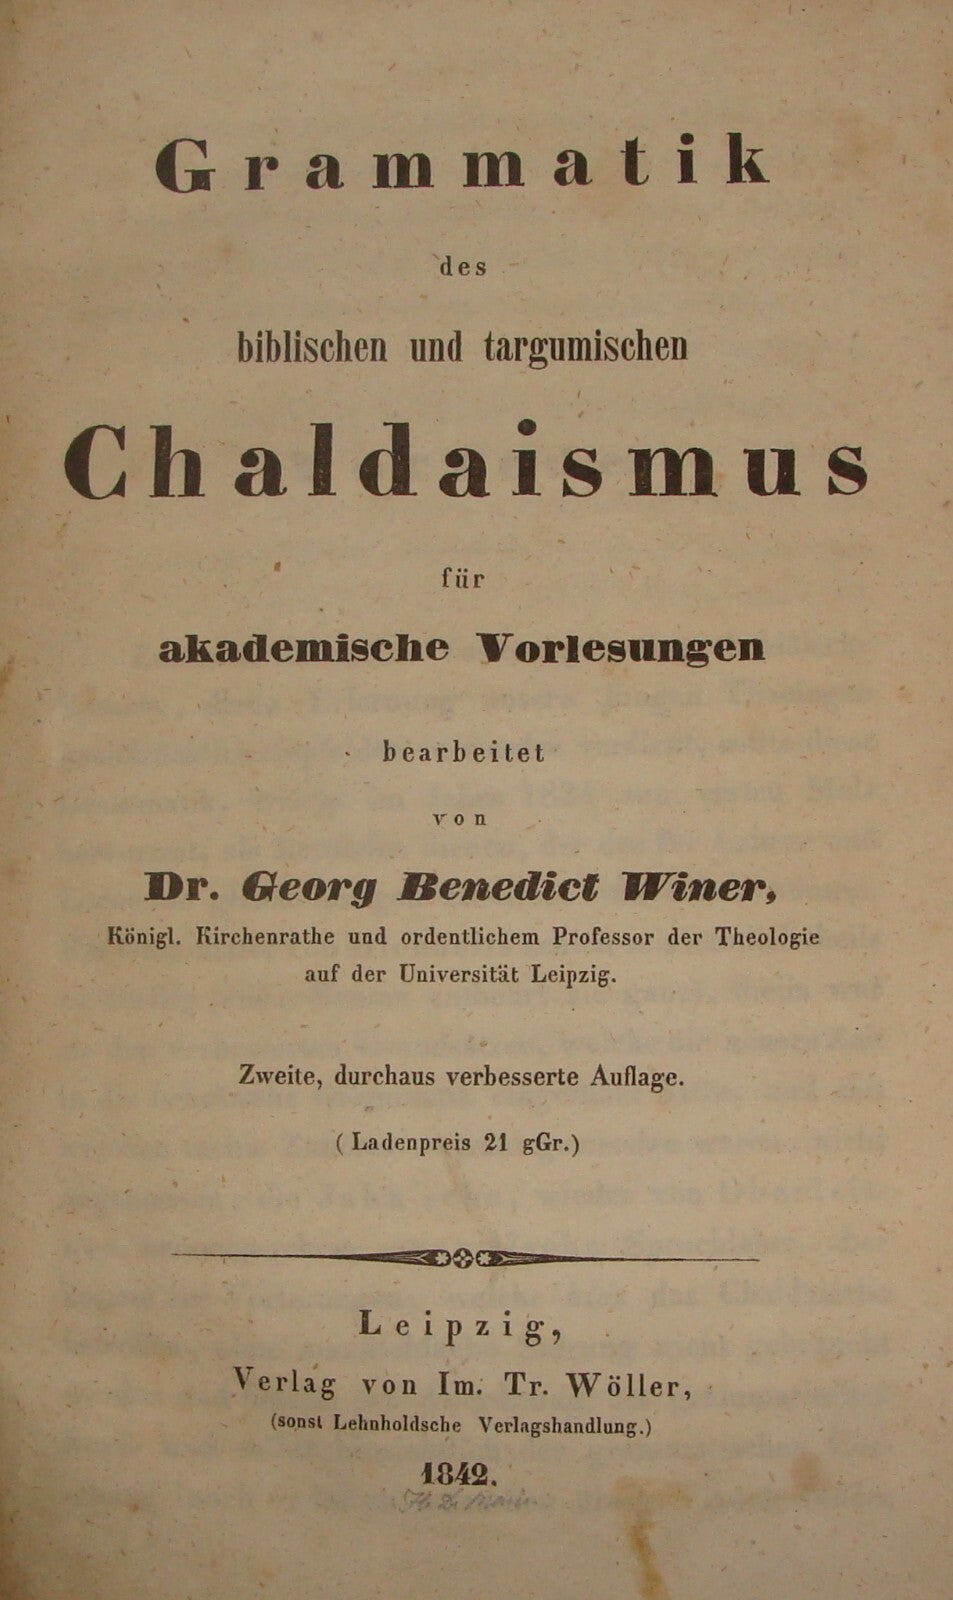 Grammatik
des
biblischen und targumischen
Chaldaismus
für
akademische Vorlesungen
bearbeitet
von
Dr. Georg Benedict Winer,
Königl. Kirchenrathe und ordentlichem Professor der Theologie
auf der Universität Leipzig.
Zweite, durchaus verbesserte Auflage.
(Ladenpreis 21 gGr.)
Leipzig,
Verlag von Im. Tr. Wöller,
(sonst Lehnholdsche Verlagshandlung.)
1842.